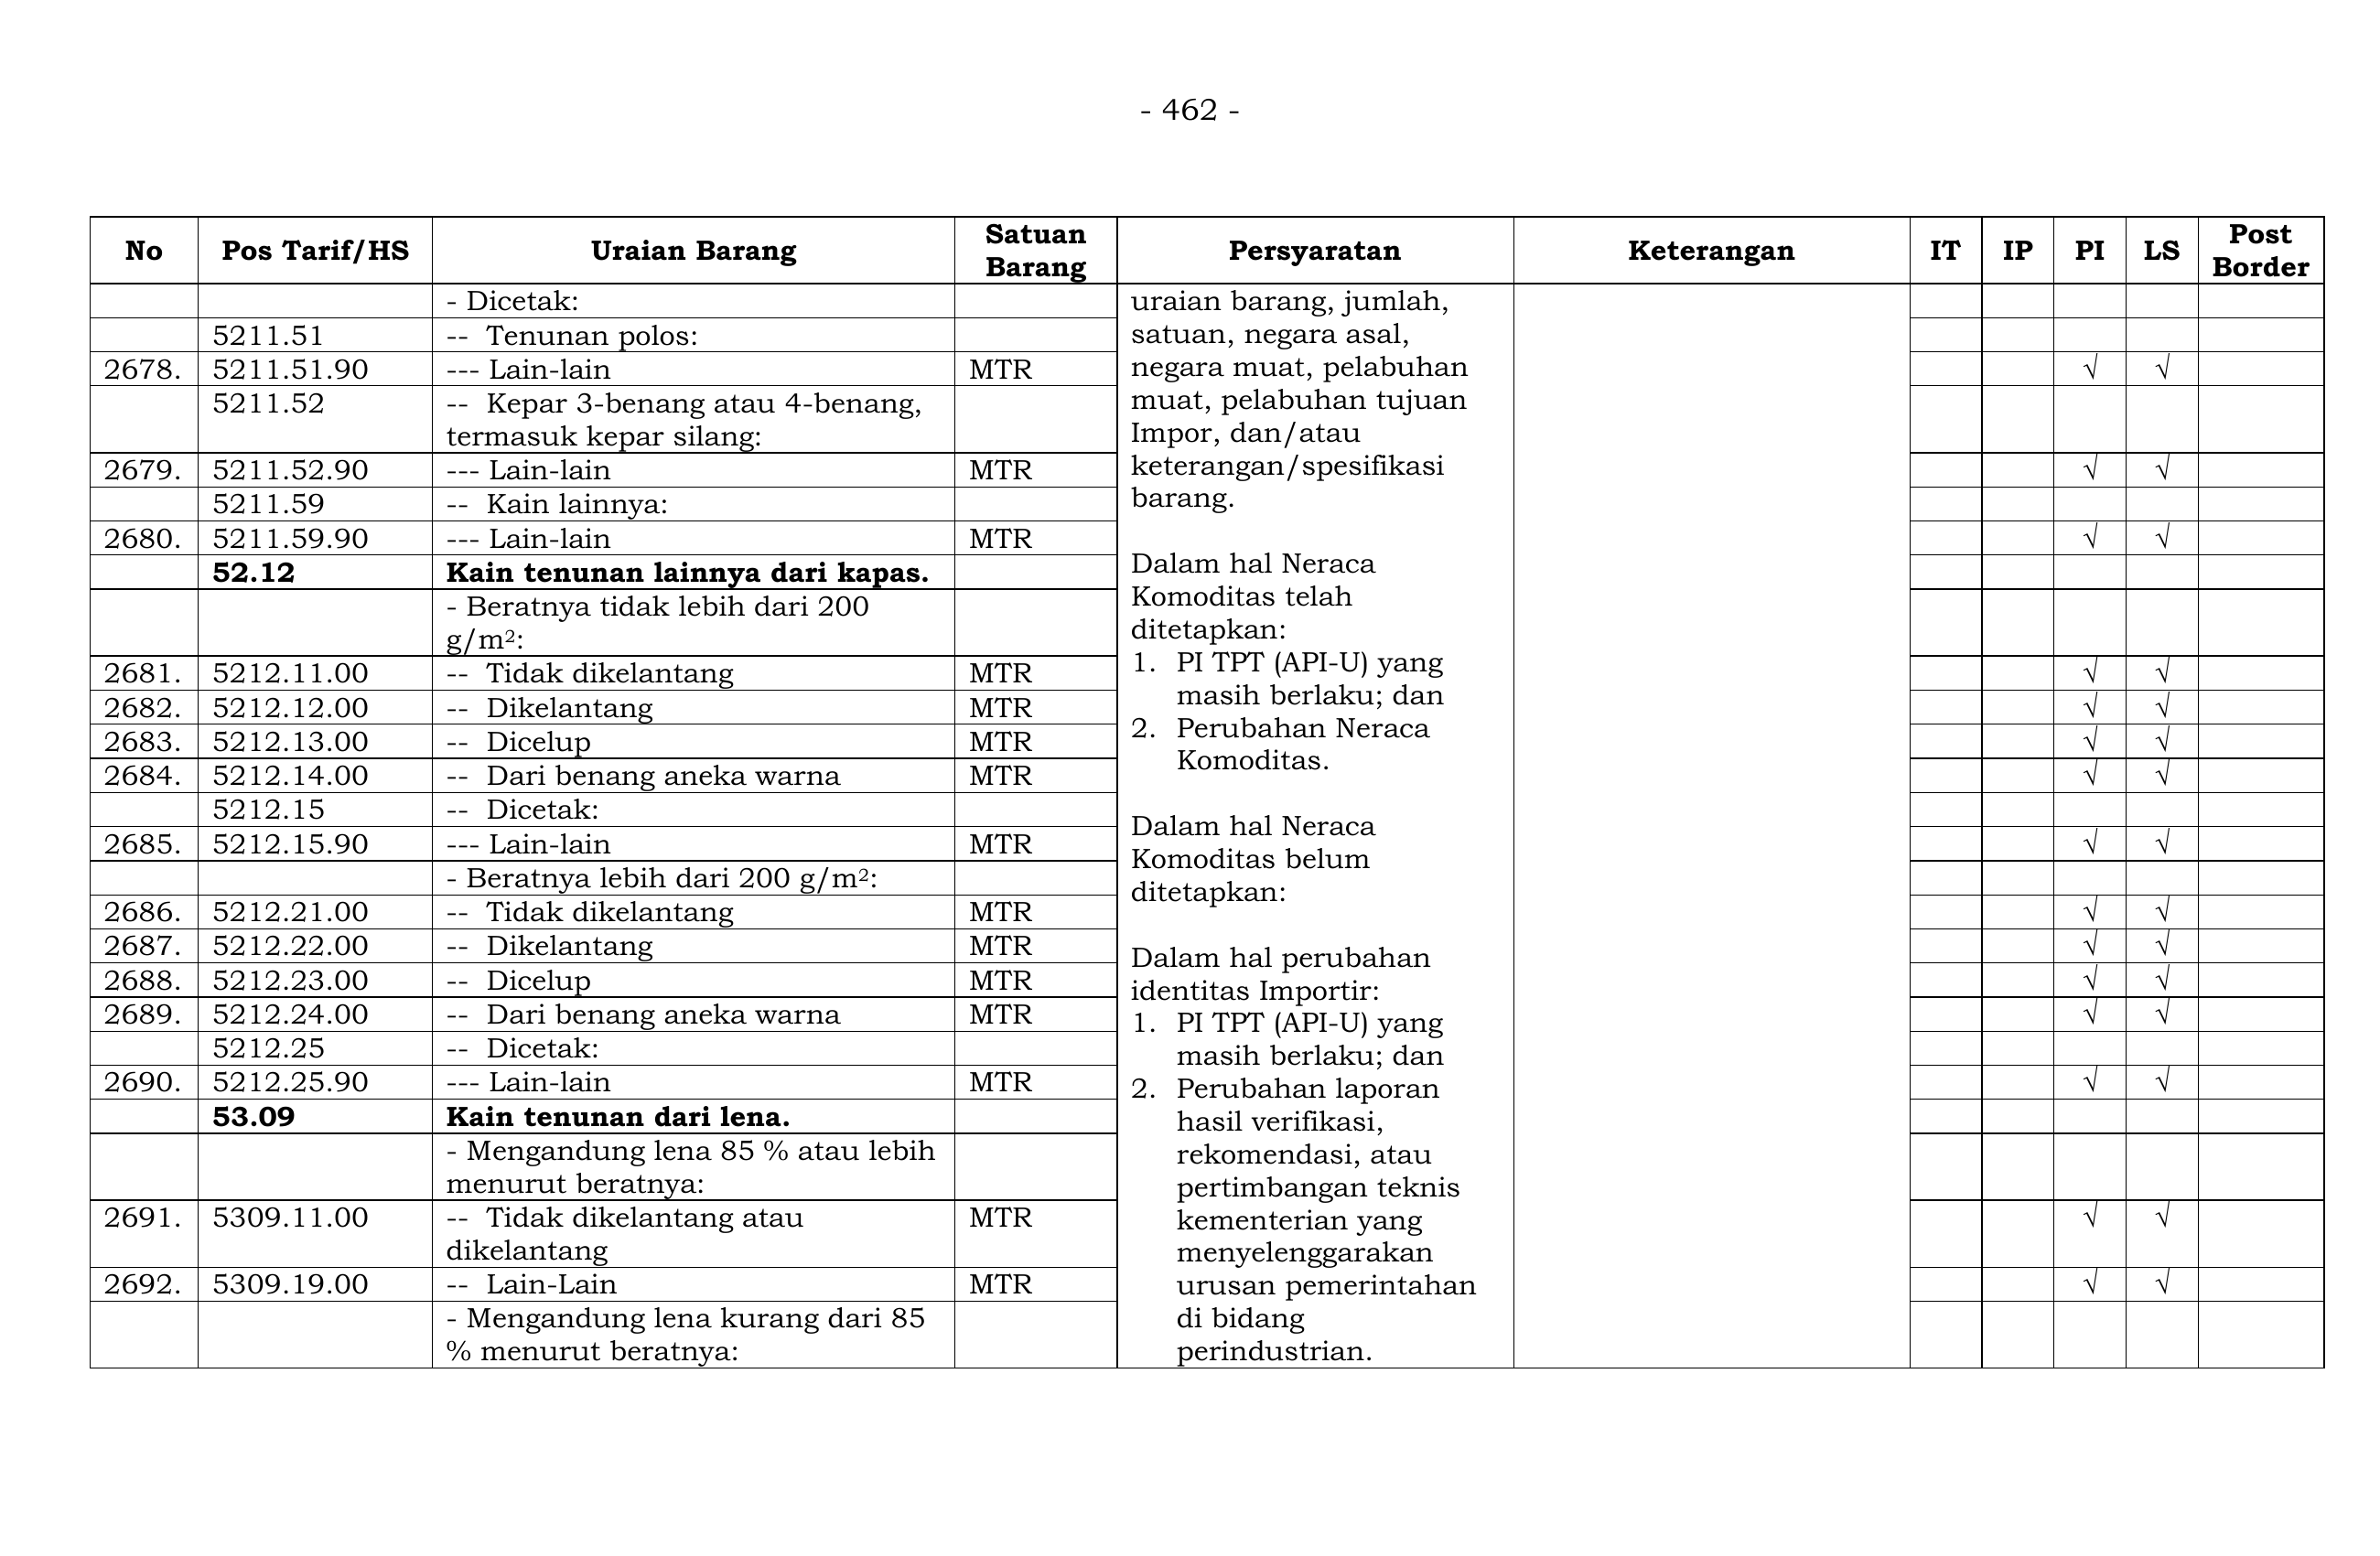 - 462 -
No Pos Tarif/HS Uraian Barang Satuan Barang Persyaratan Keterangan IT IP PI LS Post Border
- Dicetak:
5211.51 -- Tenunan polos:
2678. 5211.51.90 --- Lain-lain MTR √ √
5211.52 -- Kepar 3-benang atau 4-benang,
termasuk kepar silang:
2679. 5211.52.90 --- Lain-lain MTR √ √
5211.59 -- Kain lainnya:
2680. 5211.59.90 --- Lain-lain MTR √ √
52.12 Kain tenunan lainnya dari kapas.
- Beratnya tidak lebih dari 200
g/m²:
2681. 5212.11.00 -- Tidak dikelantang MTR √ √
2682. 5212.12.00 -- Dikelantang MTR √ √
2683. 5212.13.00 -- Dicelup MTR √ √
2684. 5212.14.00 -- Dari benang aneka warna MTR √ √
5212.15 -- Dicetak:
2685. 5212.15.90 --- Lain-lain MTR √ √
- Beratnya lebih dari 200 g/m²:
2686. 5212.21.00 -- Tidak dikelantang MTR √ √
2687. 5212.22.00 -- Dikelantang MTR √ √
2688. 5212.23.00 -- Dicelup MTR √ √
2689. 5212.24.00 -- Dari benang aneka warna MTR √ √
5212.25 -- Dicetak:
2690. 5212.25.90 --- Lain-lain MTR √ √
53.09 Kain tenunan dari lena.
- Mengandung lena 85 % atau lebih
menurut beratnya:
2691. 5309.11.00 -- Tidak dikelantang atau MTR √ √
dikelantang
2692. 5309.19.00 -- Lain-Lain MTR √ √
- Mengandung lena kurang dari 85
% menurut beratnya:
uraian barang, jumlah,
satuan, negara asal,
negara muat, pelabuhan
muat, pelabuhan tujuan
Impor, dan/atau
keterangan/spesifikasi
barang.
Dalam hal Neraca
Komoditas telah
ditetapkan:
1. PI TPT (API-U) yang
masih berlaku; dan
2. Perubahan Neraca
Komoditas.
Dalam hal Neraca
Komoditas belum
ditetapkan:
Dalam hal perubahan
identitas Importir:
1. PI TPT (API-U) yang
masih berlaku; dan
2. Perubahan laporan
hasil verifikasi,
rekomendasi, atau
pertimbangan teknis
kementerian yang
menyelenggarakan
urusan pemerintahan
di bidang
perindustrian.